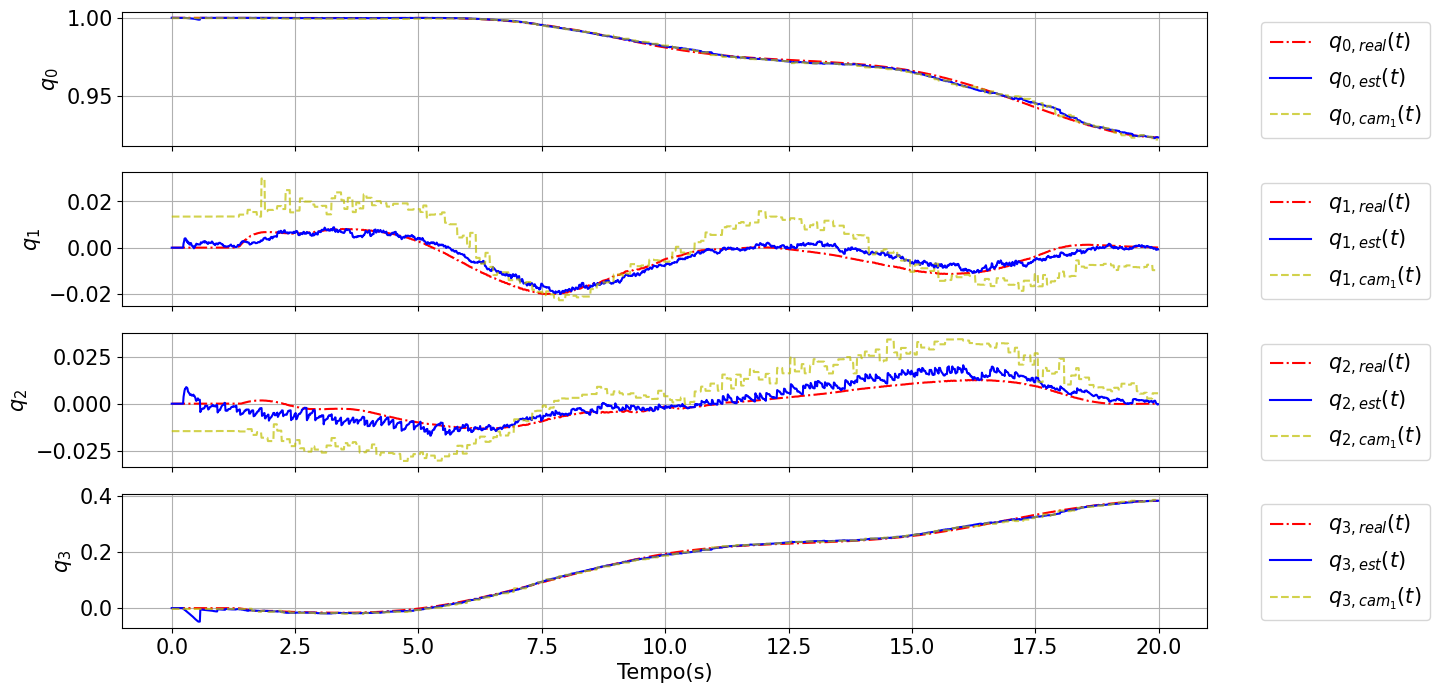 1.00
0.95
q₀
q₀,real(t)
q₀,est(t)
q₀,cam₁(t)
0.02
0.00
−0.02
q₁
q₁,real(t)
q₁,est(t)
q₁,cam₁(t)
0.025
0.000
−0.025
q₂
q₂,real(t)
q₂,est(t)
q₂,cam₁(t)
0.4
0.2
0.0
q₃
q₃,real(t)
q₃,est(t)
q₃,cam₁(t)
0.0 2.5 5.0 7.5 10.0 12.5 15.0 17.5 20.0
Tempo(s)